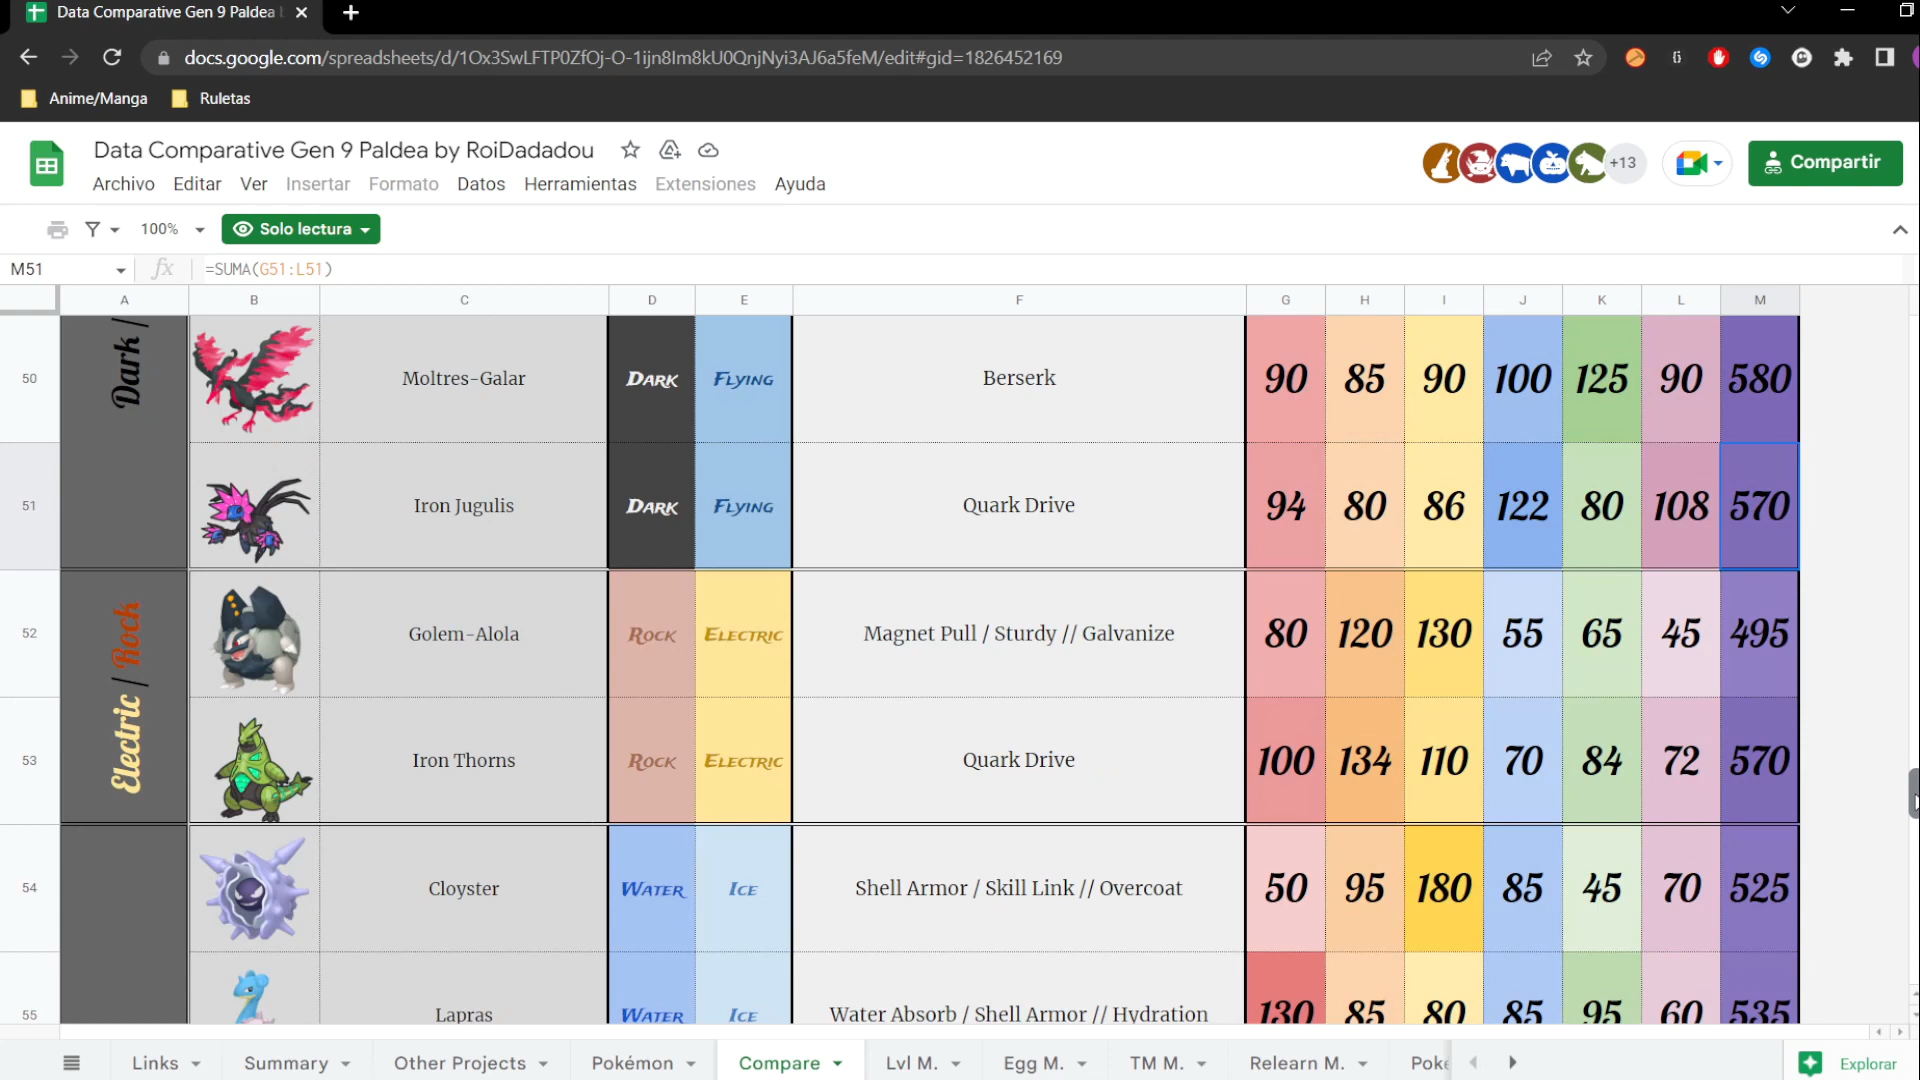 Data Comparative Gen 9 Paldea
docs.google.com/spreadsheets/d/1Ox3SwLFTP0ZfOj-O-1ijn8Im8kU0QnjNyi3AJ6a5feM/edit#gid=1826452169
Anime/Manga Ruletas
Data Comparative Gen 9 Paldea by RoiDadadou
+13 Compartir
Archivo Editar Ver Insertar Formato Datos Herramientas Extensiones Ayuda
100% Solo lectura
M51 fx =SUMA(G51:L51)
A B C D E F G H I J K L M
Dark /
50 Moltres-Galar Dark Flying Berserk 90 85 90 100 125 90 580
51 Iron Jugulis Dark Flying Quark Drive 94 80 86 122 80 108 570
Electric / Rock
52 Golem-Alola Rock Electric Magnet Pull / Sturdy // Galvanize 80 120 130 55 65 45 495
53 Iron Thorns Rock Electric Quark Drive 100 134 110 70 84 72 570
54 Cloyster Water Ice Shell Armor / Skill Link // Overcoat 50 95 180 85 45 70 525
55 Lapras Water Ice Water Absorb / Shell Armor // Hydration 130 85 80 85 95 60 535
Links Summary Other Projects Pokémon Compare Lvl M. Egg M. TM M. Relearn M. Poké Explorar